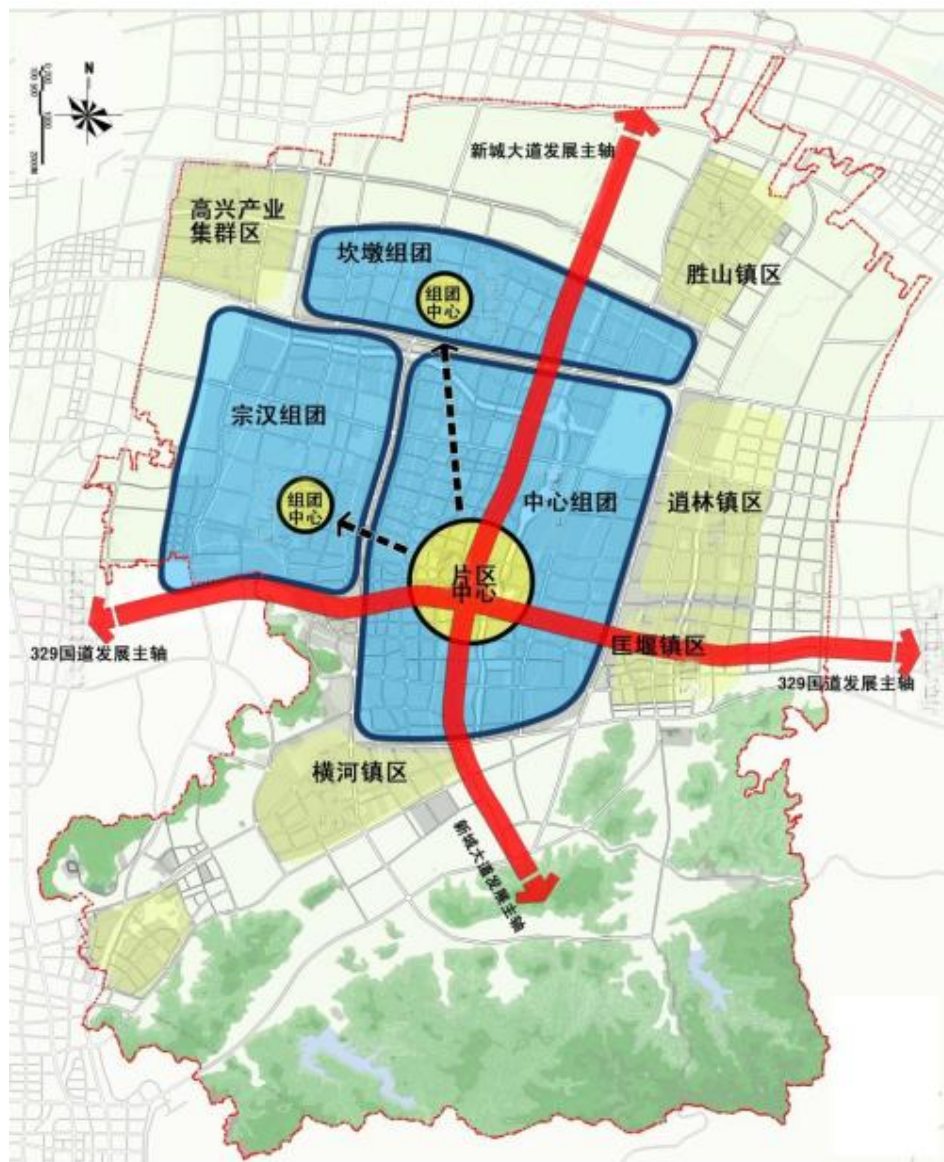 N
新城大道发展主轴
高兴产业
集群区
坎墩组团
胜山镇区
组团
中心
宗汉组团
组团
中心
中心组团
逍林镇区
片区
中心
匡堰镇区
329国道发展主轴
329国道发展主轴
横河镇区
新城大道发展主轴